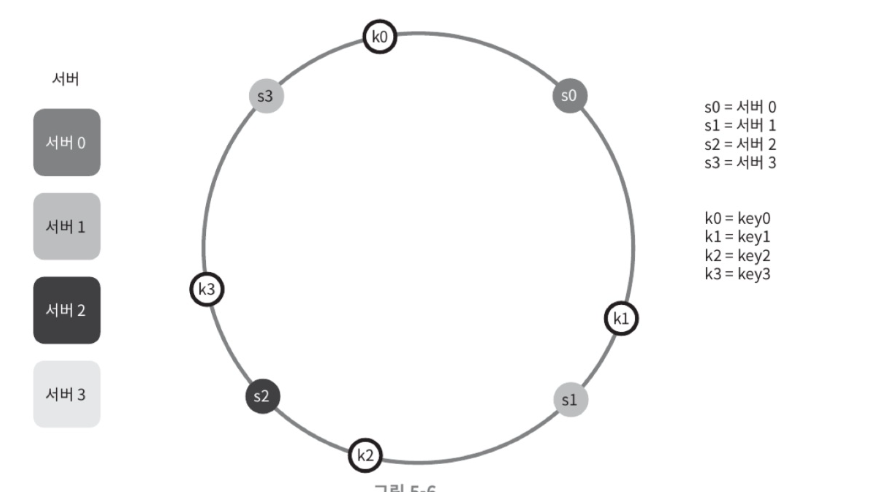 서버
서버 0
서버 1
서버 2
서버 3
k0
s3
s0
k3
k1
s2
s1
k2
s0 = 서버 0
s1 = 서버 1
s2 = 서버 2
s3 = 서버 3
k0 = key0
k1 = key1
k2 = key2
k3 = key3
그림 5-6